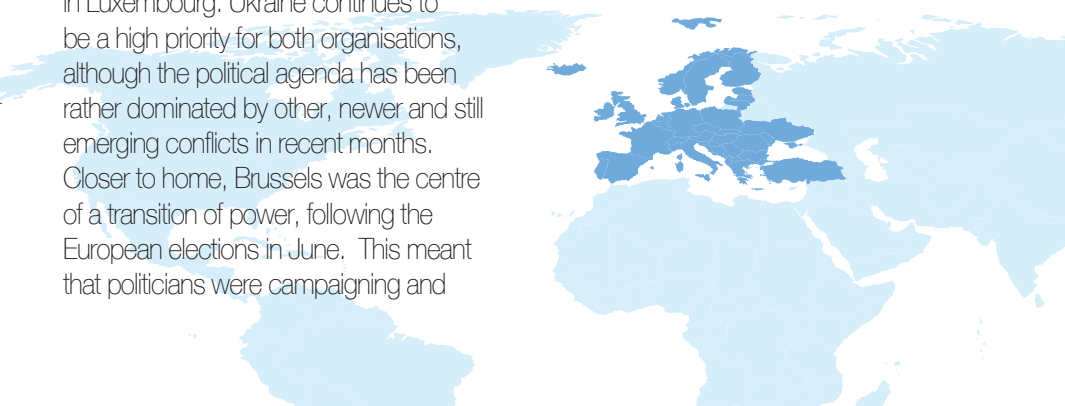 in Luxembourg. Ukraine continues to
be a high priority for both organisations,
although the political agenda has been
rather dominated by other, newer and still
emerging conflicts in recent months.
Closer to home, Brussels was the centre
of a transition of power, following the
European elections in June.  This meant
that politicians were campaigning and